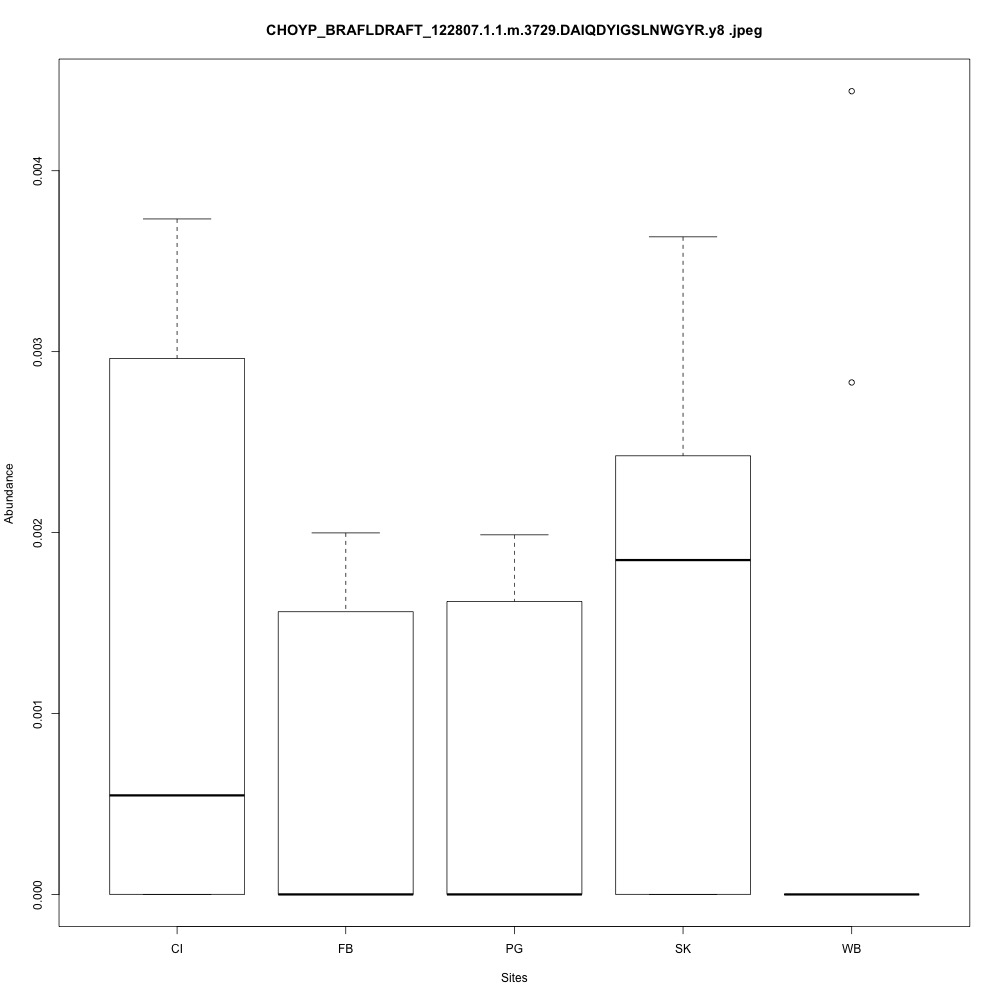 CHOYP_BRAFLDRAFT_122807.1.1.m.3729.DAIQDYIGSLNWGYR.y8 .jpeg
0.004
0.003
0.002
0.001
0.000
Abundance
CI FB PG SK WB
Sites